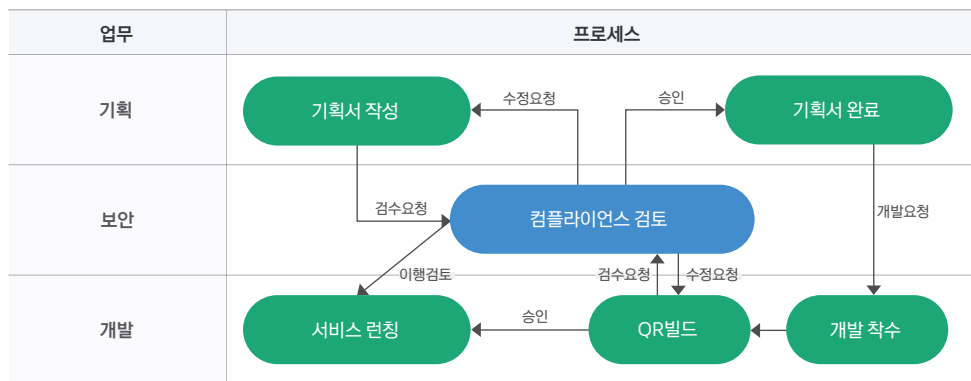 업무
프로세스
기획
기획서 작성
수정요청
승인
기획서 완료
검수요청
보안
컴플라이언스 검토
개발요청
이행검토
검수요청
수정요청
개발
서비스 런칭
승인
QR빌드
개발 착수